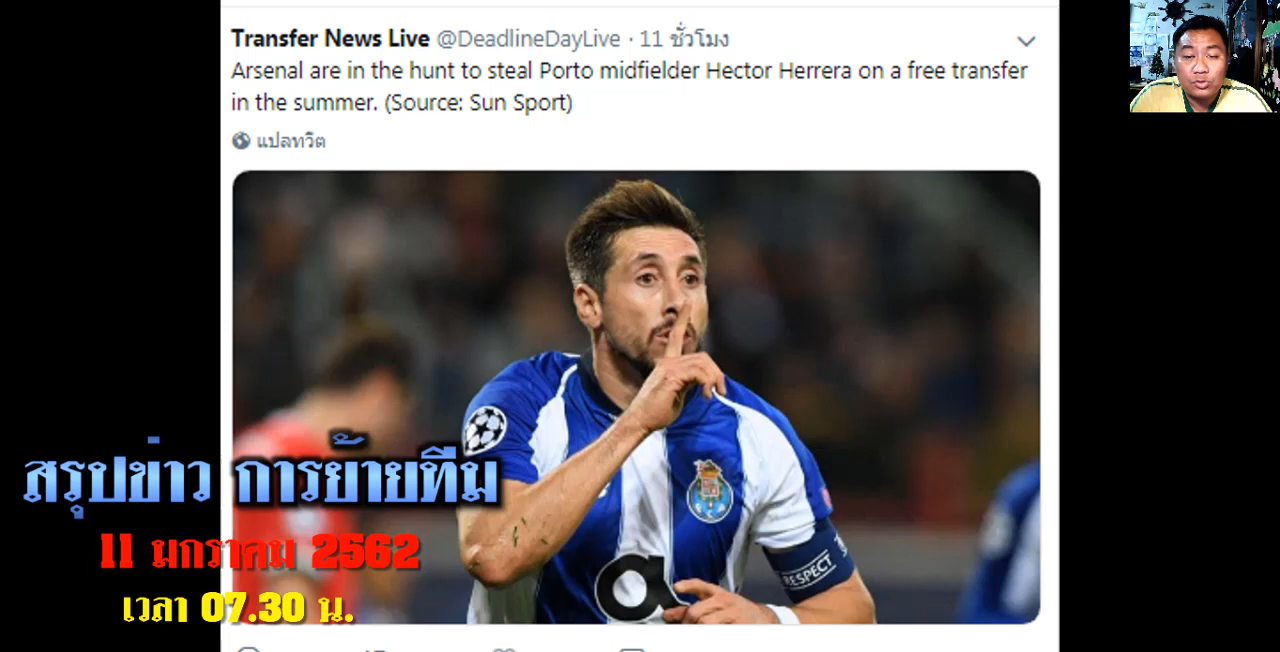 Transfer News Live @DeadlineDayLive · 11 ชั่วโมง
Arsenal are in the hunt to steal Porto midfielder Hector Herrera on a free transfer
in the summer. (Source: Sun Sport)
แปลทวีต
RESPECT
สรุปข่าว การย้ายทีม
11 มกราคม 2562
เวลา 07.30 น.